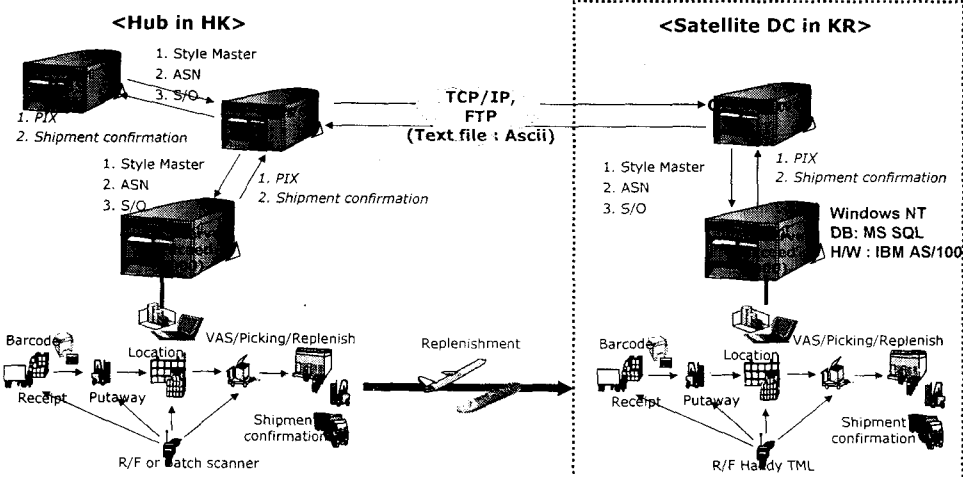 <Hub in HK>
1. Style Master
2. ASN
3. S/O
1. PIX
2. Shipment confirmation
1. Style Master
2. ASN
3. S/O
1. PIX
2. Shipment confirmation
TCP/IP,
FTP
(Text file : Ascii)
<Satellite DC in KR>
1. Style Master
2. ASN
3. S/O
1. PIX
2. Shipment confirmation
Windows NT
DB: MS SQL
H/W : IBM AS/100
Barcode
Location
VAS/Picking/Replenish
Receipt
Putaway
Shipment
confirmation
R/F or Batch scanner
Replenishment
Barcode
Location
VAS/Picking/Replenish
Receipt
Putaway
Shipment
confirmation
R/F Handy TML